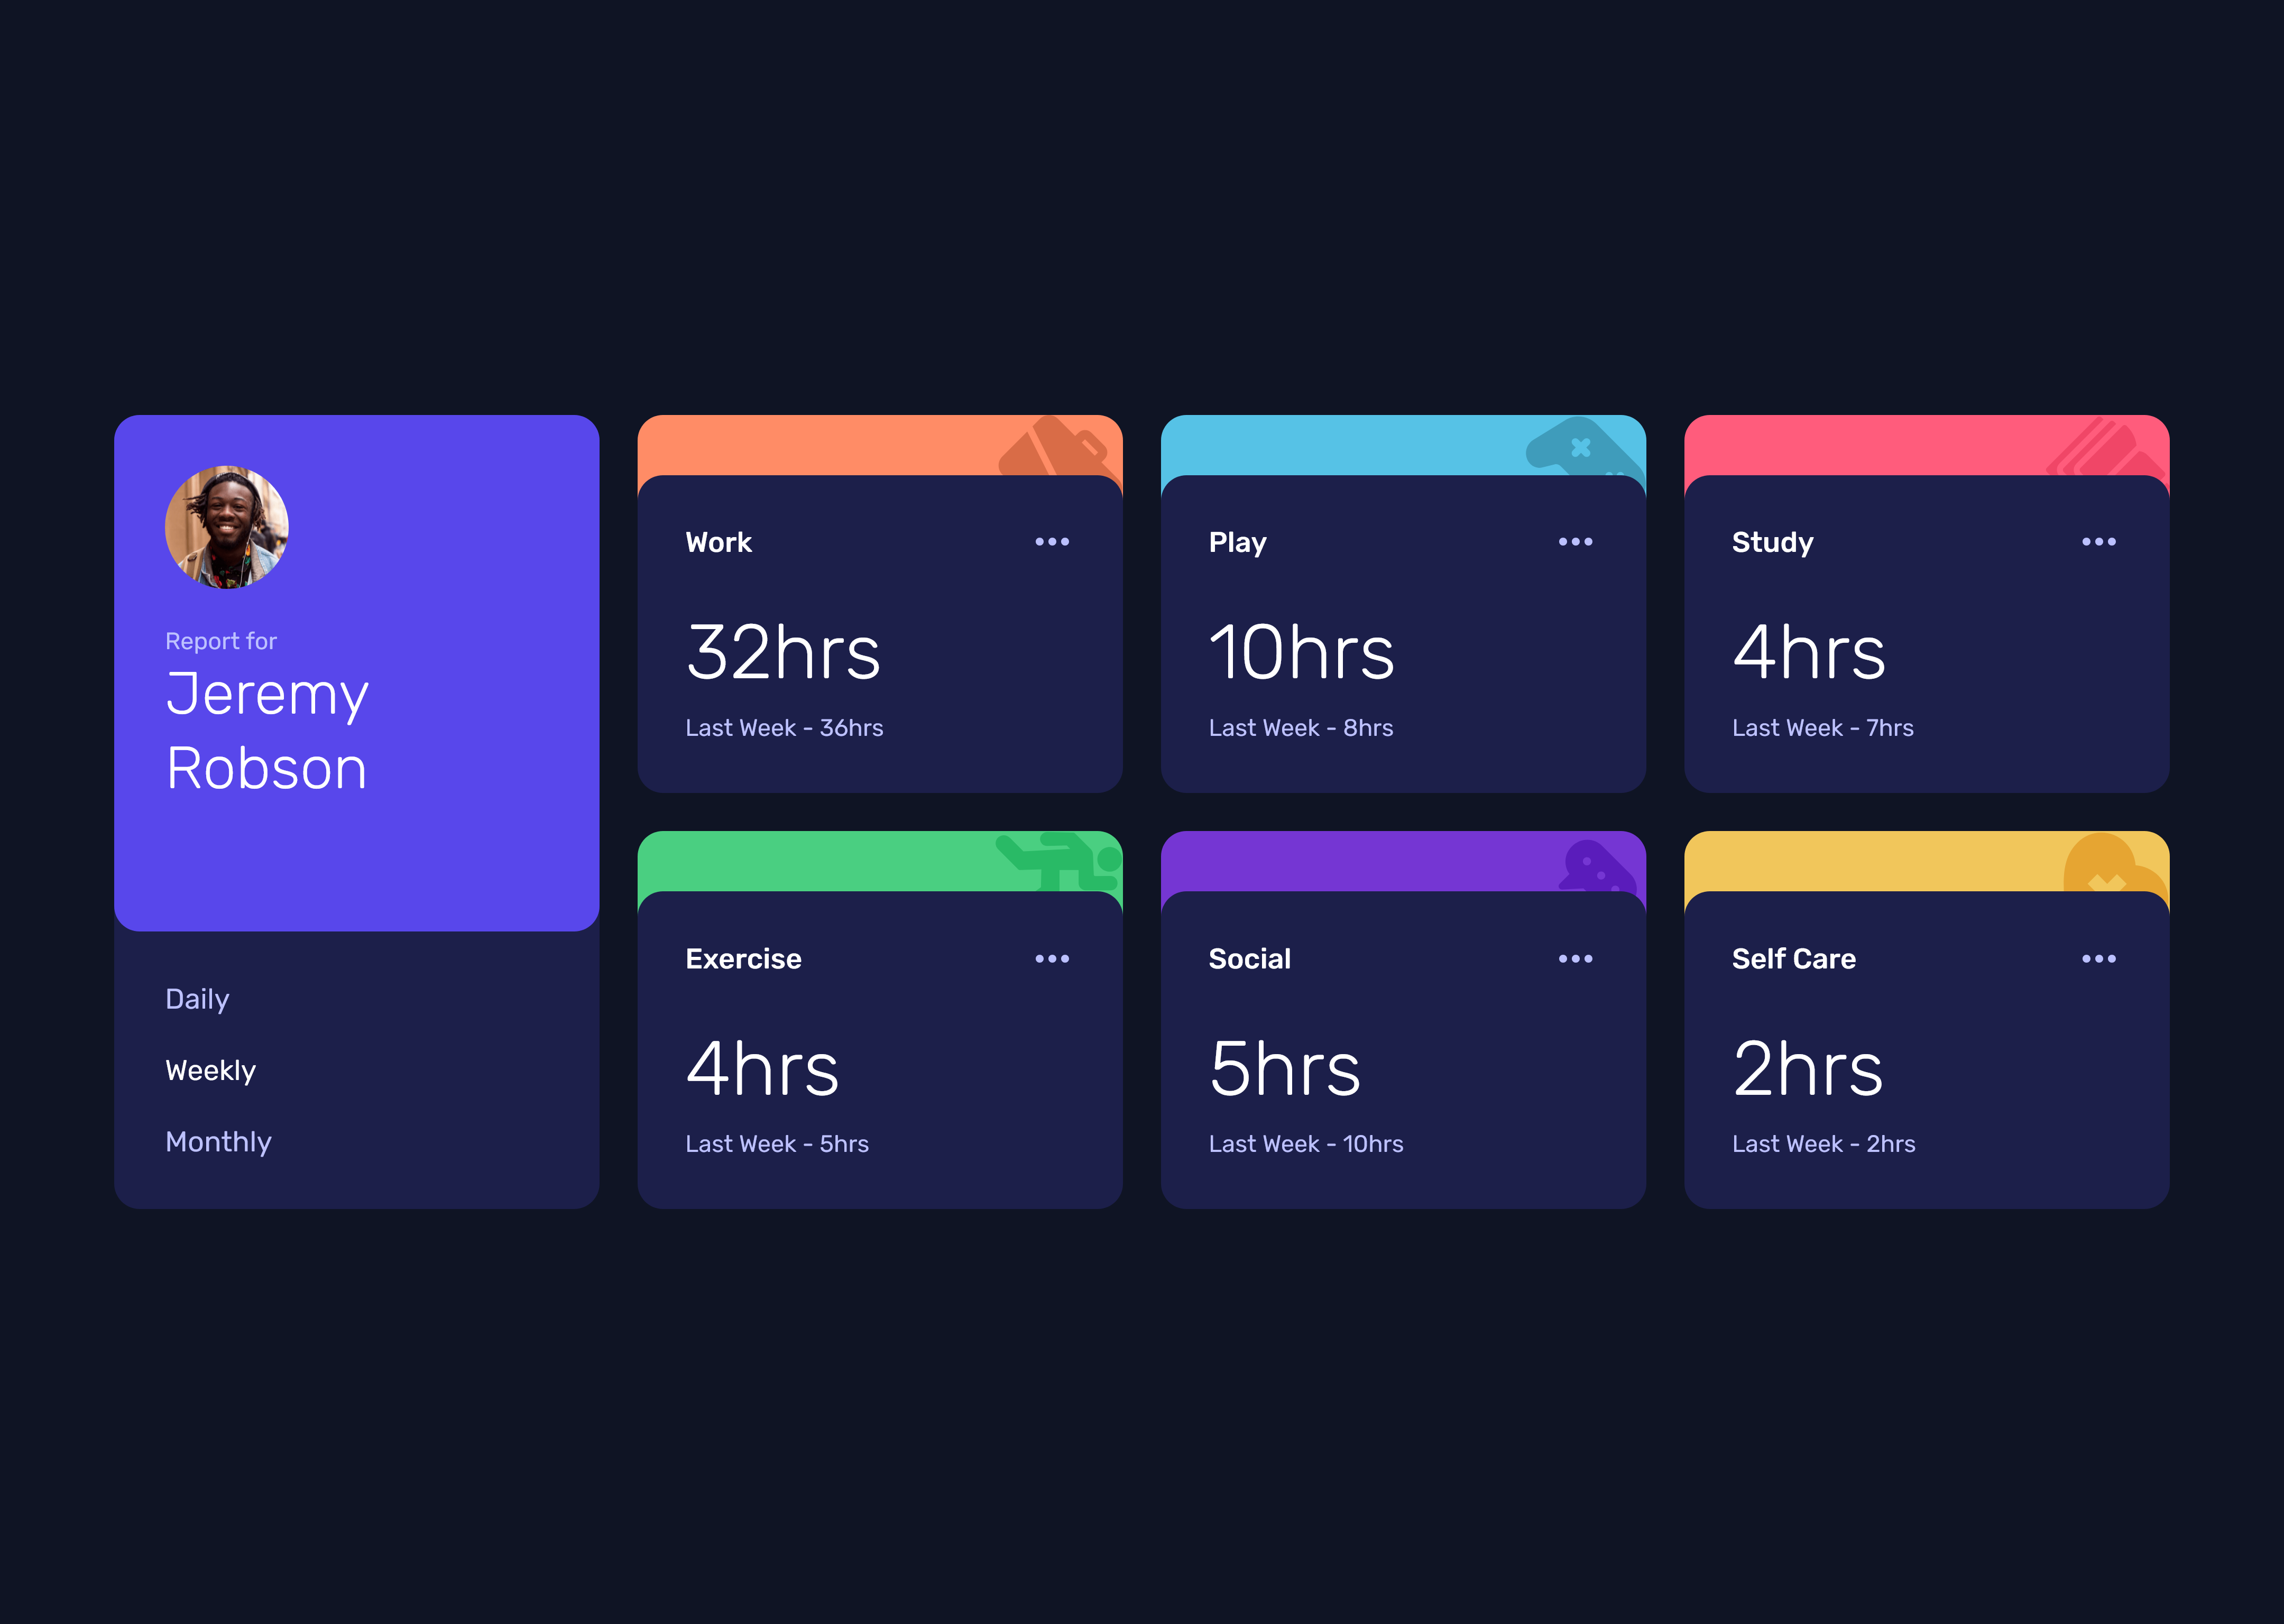 Report for
Jeremy
Robson
Daily
Weekly
Monthly
Work
32hrs
Last Week - 36hrs
Play
10hrs
Last Week - 8hrs
Study
4hrs
Last Week - 7hrs
Exercise
4hrs
Last Week - 5hrs
Social
5hrs
Last Week - 10hrs
Self Care
2hrs
Last Week - 2hrs